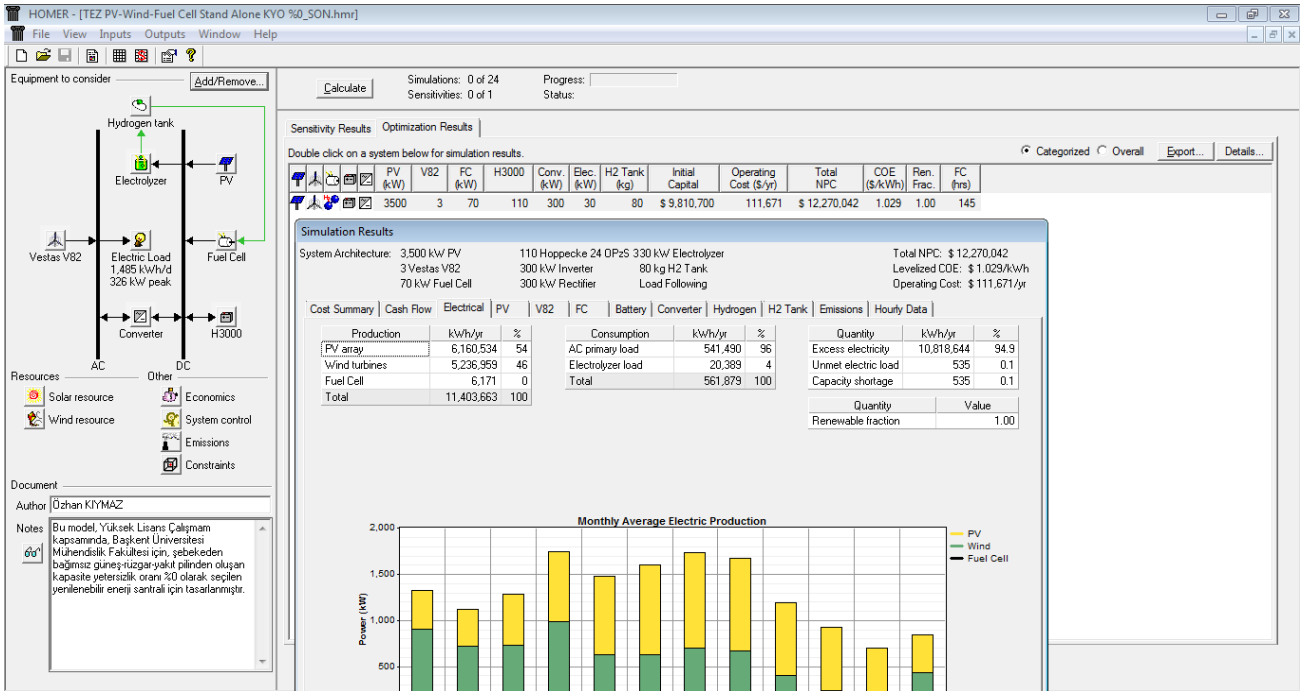 HOMER - [TEZ PV-Wind-Fuel Cell Stand Alone KYO %0_SON.hmr]
File View Inputs Outputs Window Help
Equipment to consider
Add/Remove...
Hydrogen tank
Electrolyzer
PV
Vestas V82
Electric Load
1,485 kWh/d
326 kW peak
Fuel Cell
Converter
H3000
AC
DC
Resources
Other
Solar resource
Economics
Wind resource
System control
Emissions
Constraints
Document
Author Özhan KIYMAZ
Notes
Bu model, Yüksek Lisans Çalışmam
kapsamında, Başkent Üniversitesi
Mühendislik Fakültesi için, şebekeden
bağımsız güneş-rüzgar-yakıt pilinden oluşan
kapasite yetersizlik oranı %0 olarak seçilen
yenilenebilir enerji santrali için tasarlanmıştır.
Calculate
Simulations: 0 of 24
Progress:
Sensitivities: 0 of 1
Status:
Sensitivity Results Optimization Results
Double click on a system below for simulation results.
Categorized Overall Export... Details...
PV (kW) V82 FC (kW) H3000 Conv. (kW) Elec. (kW) H2 Tank (kg) Initial Capital Operating Cost ($/yr) Total NPC COE ($/kWh) Ren. Frac. FC (hrs)
3500 3 70 110 300 30 80 $ 9,810,700 111,671 $ 12,270,042 1.029 1.00 145
Simulation Results
System Architecture: 3,500 kW PV 110 Hoppecke 24 OPzS 330 kW Electrolyzer Total NPC: $ 12,270,042
3 Vestas V82 300 kW Inverter 80 kg H2 Tank Levelized COE: $ 1.029/kWh
70 kW Fuel Cell 300 kW Rectifier Load Following Operating Cost: $ 111,671/yr
Cost Summary Cash Flow Electrical PV V82 FC Battery Converter Hydrogen H2 Tank Emissions Hourly Data
Production kWh/yr %
PV array 6,160,534 54
Wind turbines 5,236,959 46
Fuel Cell 6,171 0
Total 11,403,663 100
Consumption kWh/yr %
AC primary load 541,490 96
Electrolyzer load 20,389 4
Total 561,879 100
Quantity kWh/yr %
Excess electricity 10,818,644 94.9
Unmet electric load 535 0.1
Capacity shortage 535 0.1
Quantity Value
Renewable fraction 1.00
Monthly Average Electric Production
2,000
1,500
1,000
500
Power (kW)
PV
Wind
Fuel Cell